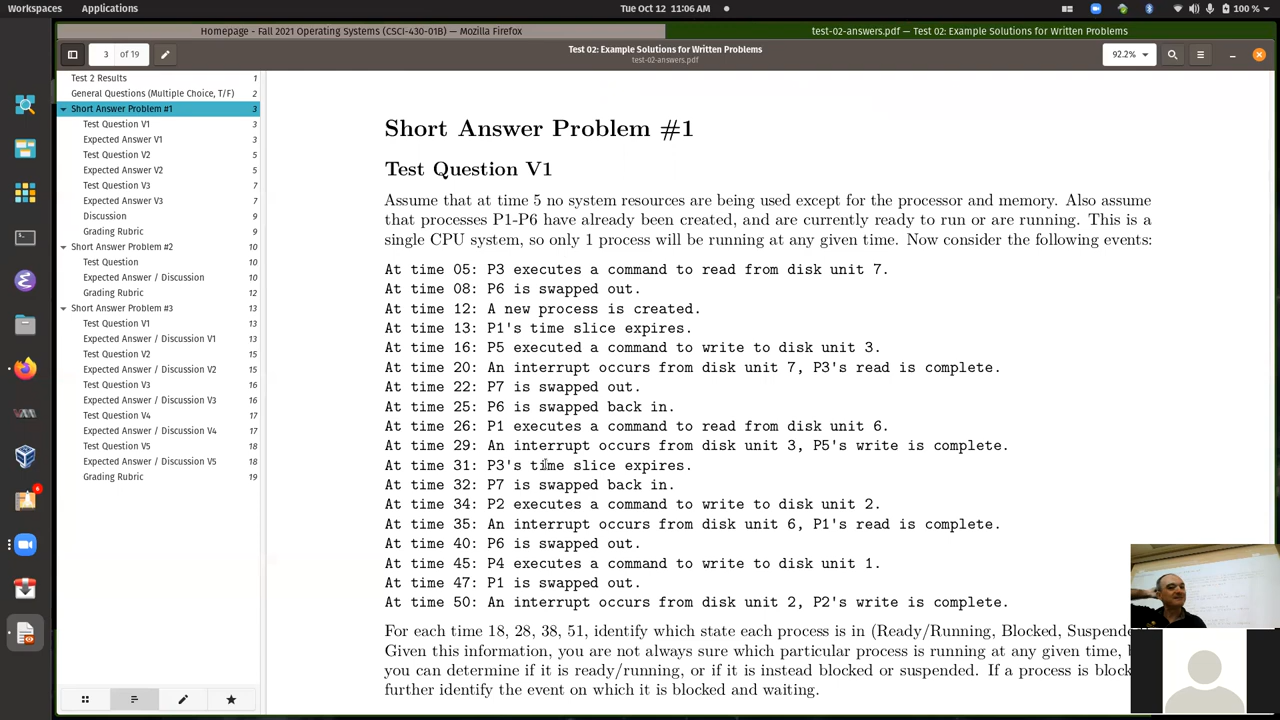 Workspaces Applications Tue Oct 12 11:06 AM 100 %
Homepage - Fall 2021 Operating Systems (CSCI-430-01B) — Mozilla Firefox
test-02-answers.pdf — Test 02: Example Solutions for Written Problems
3 of 19
Test 02: Example Solutions for Written Problems
test-02-answers.pdf
92.2%
Test 2 Results 1
General Questions (Multiple Choice, T/F) 2
Short Answer Problem #1 3
Test Question V1 3
Expected Answer V1 3
Test Question V2 5
Expected Answer V2 5
Test Question V3 7
Expected Answer V3 7
Discussion 9
Grading Rubric 9
Short Answer Problem #2 10
Test Question 10
Expected Answer / Discussion 10
Grading Rubric 12
Short Answer Problem #3 13
Test Question V1 13
Expected Answer / Discussion V1 13
Test Question V2 15
Expected Answer / Discussion V2 15
Test Question V3 16
Expected Answer / Discussion V3 16
Test Question V4 17
Expected Answer / Discussion V4 17
Test Question V5 18
Expected Answer / Discussion V5 18
Grading Rubric 19
Short Answer Problem #1
Test Question V1
Assume that at time 5 no system resources are being used except for the processor and memory. Also assume
that processes P1-P6 have already been created, and are currently ready to run or are running. This is a
single CPU system, so only 1 process will be running at any given time. Now consider the following events:
At time 05: P3 executes a command to read from disk unit 7.
At time 08: P6 is swapped out.
At time 12: A new process is created.
At time 13: P1's time slice expires.
At time 16: P5 executed a command to write to disk unit 3.
At time 20: An interrupt occurs from disk unit 7, P3's read is complete.
At time 22: P7 is swapped out.
At time 25: P6 is swapped back in.
At time 26: P1 executes a command to read from disk unit 6.
At time 29: An interrupt occurs from disk unit 3, P5's write is complete.
At time 31: P3's time slice expires.
At time 32: P7 is swapped back in.
At time 34: P2 executes a command to write to disk unit 2.
At time 35: An interrupt occurs from disk unit 6, P1's read is complete.
At time 40: P6 is swapped out.
At time 45: P4 executes a command to write to disk unit 1.
At time 47: P1 is swapped out.
At time 50: An interrupt occurs from disk unit 2, P2's write is complete.
For each time 18, 28, 38, 51, identify which state each process is in (Ready/Running, Blocked, Suspende
Given this information, you are not always sure which particular process is running at any given time,
you can determine if it is ready/running, or if it is instead blocked or suspended. If a process is block
further identify the event on which it is blocked and waiting.